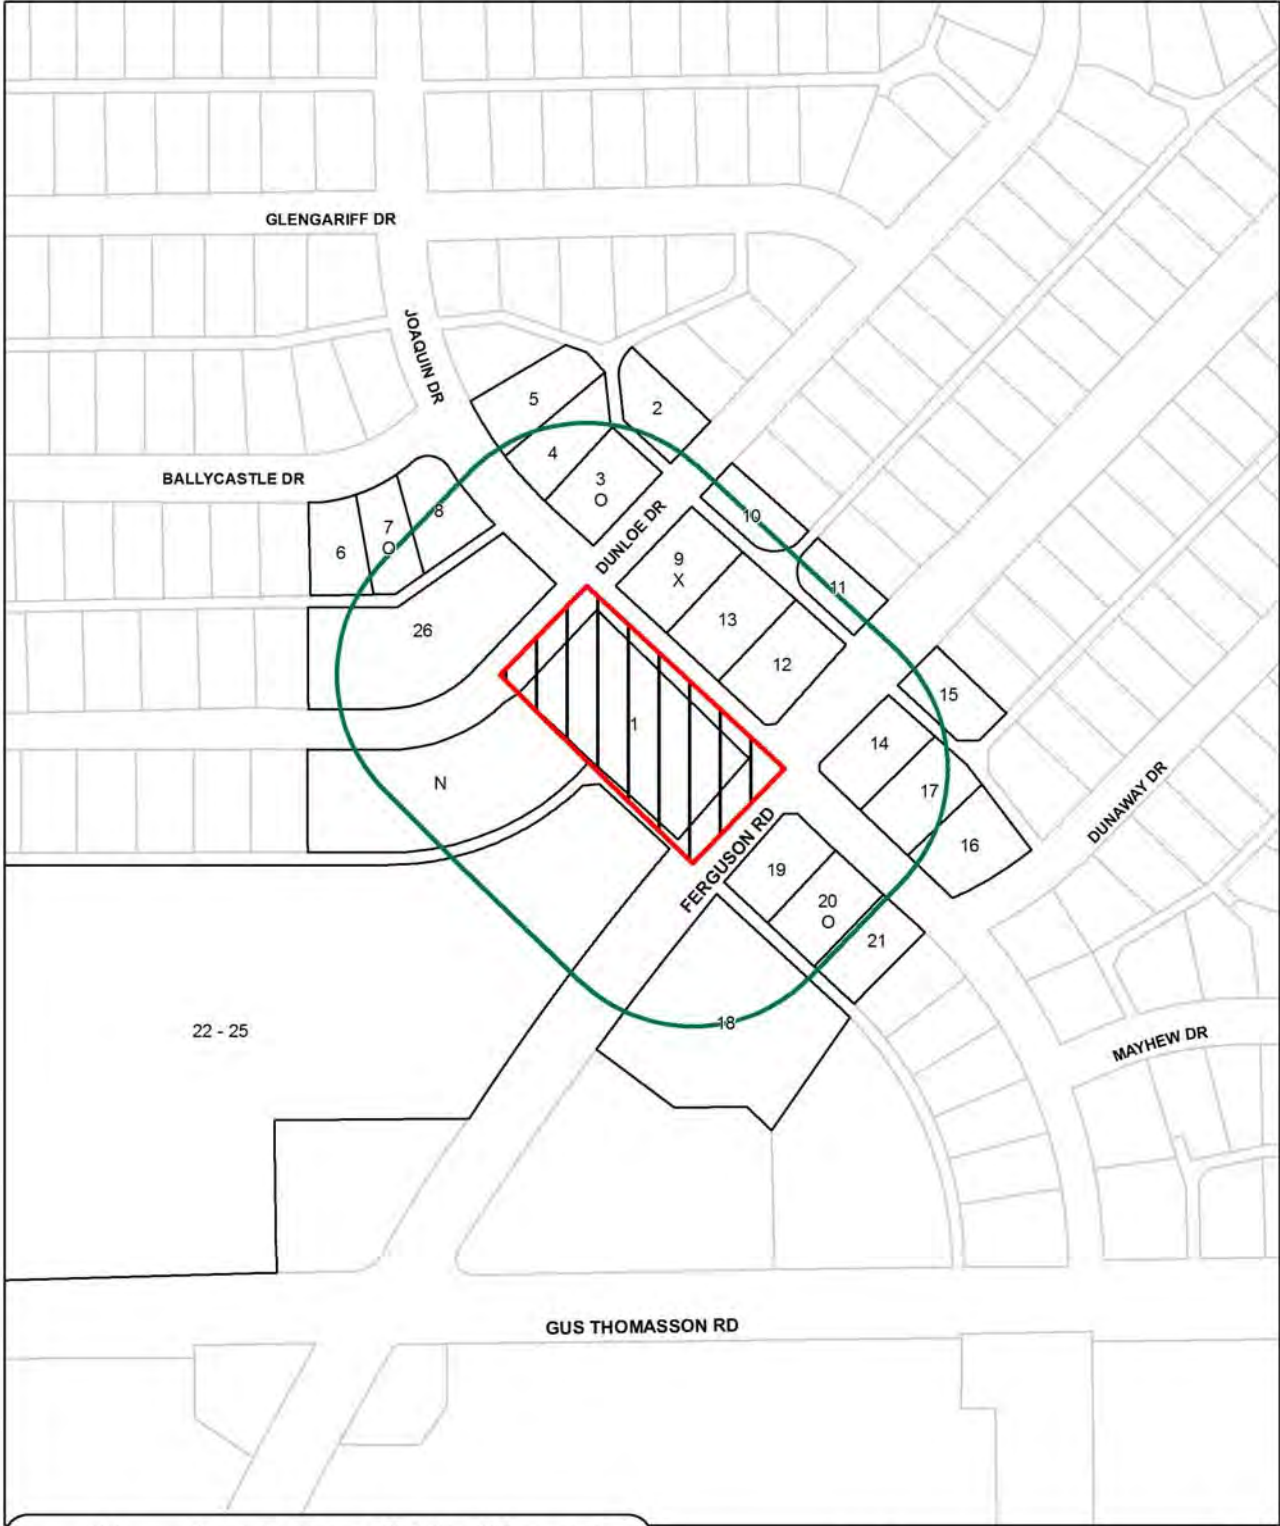 GLENGARIFF DR
JOAQUIN DR
5
2
4
BALLYCASTLE DR
3
O
8
10
7
O
6
DUNLOE DR
9
X
11
13
26
12
15
1
14
N
17
DUNAWAY DR
16
19
FERGUSON RD
20
O
21
18
22 - 25
MAYHEW DR
GUS THOMASSON RD